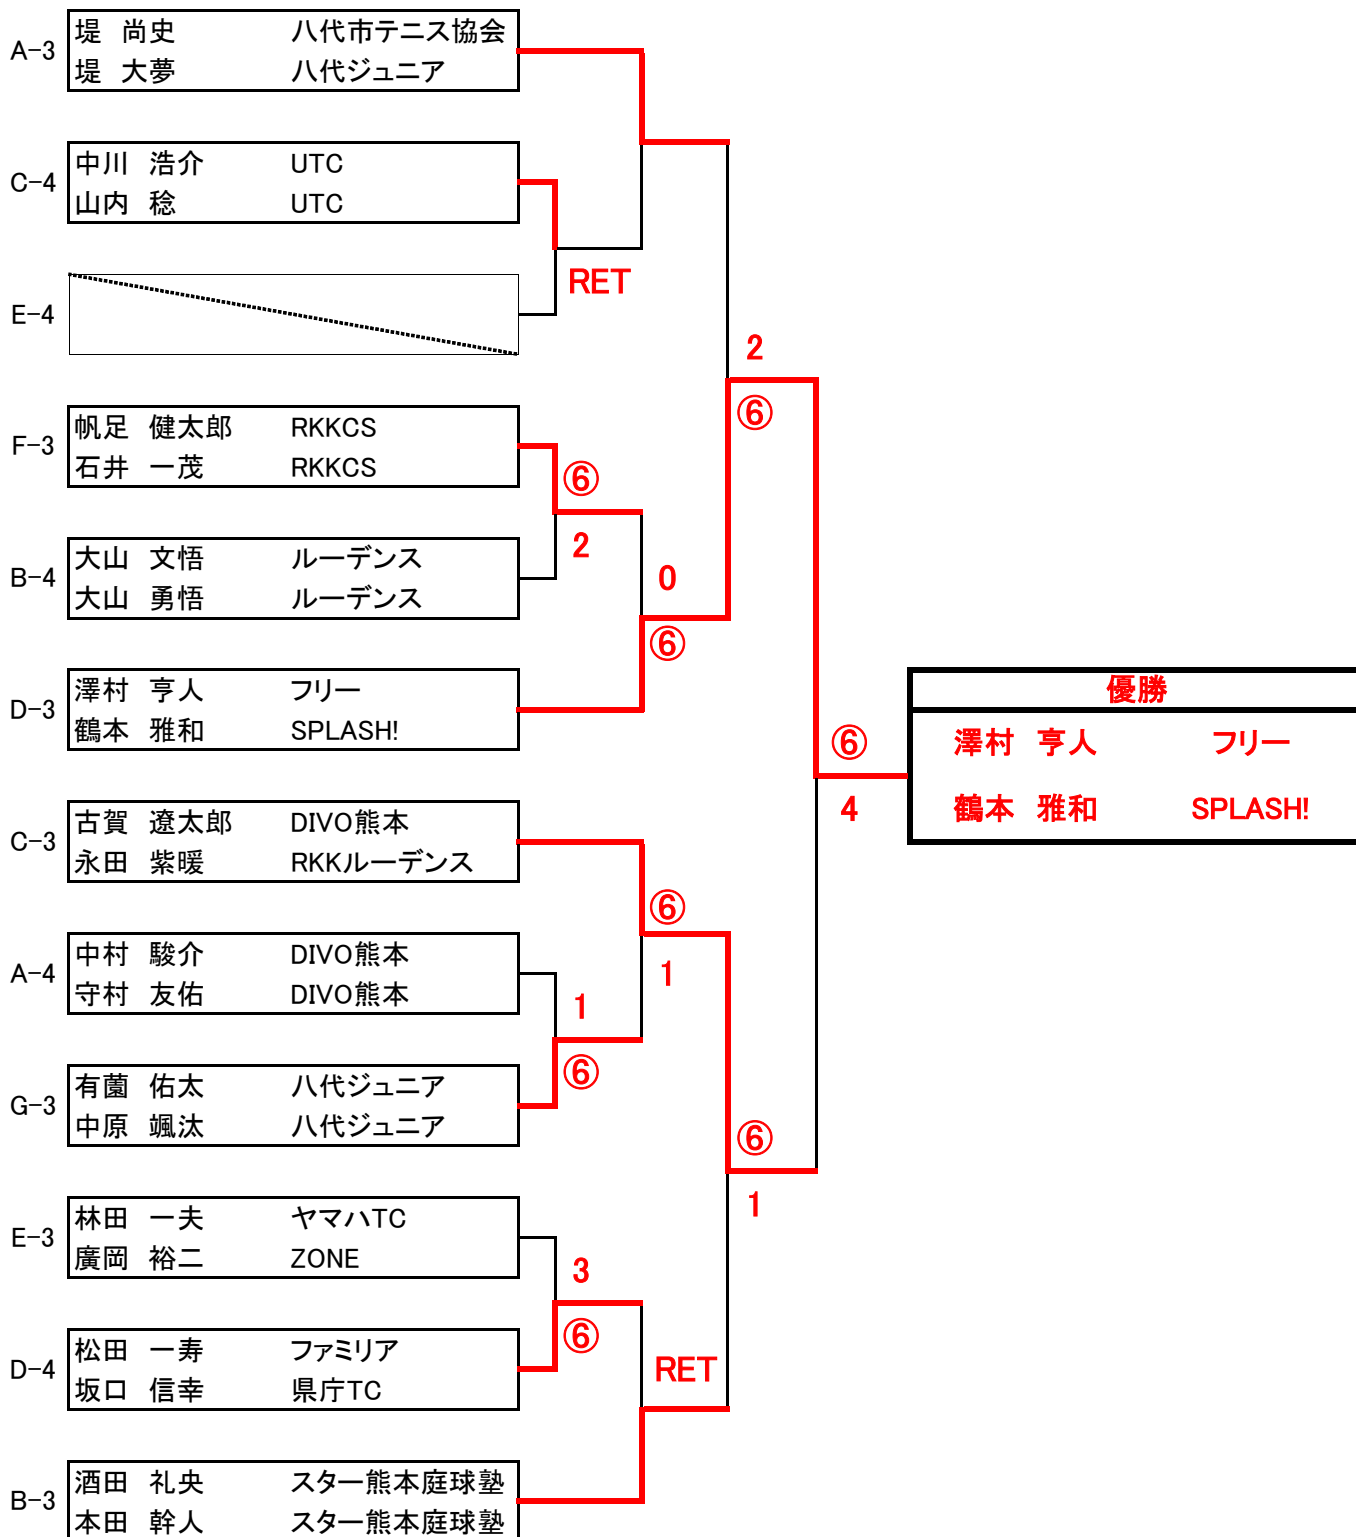 A-3
堤 尚史 八代市テニス協会
堤 大夢 八代ジュニア
C-4
中川 浩介 UTC
山内 稔 UTC
RET
E-4
2
⑥
F-3
帆足 健太郎 RKKCS
石井 一茂 RKKCS
⑥
2
B-4
大山 文悟 ルーデンス
大山 勇悟 ルーデンス
0
⑥
D-3
澤村 亨人 フリー
鶴本 雅和 SPLASH!
優勝
澤村 亨人 フリー
鶴本 雅和 SPLASH!
⑥
4
C-3
古賀 遼太郎 DIVO熊本
永田 紫暖 RKKルーデンス
⑥
1
A-4
中村 駿介 DIVO熊本
守村 友佑 DIVO熊本
1
⑥
G-3
有薗 佑太 八代ジュニア
中原 颯汰 八代ジュニア
⑥
1
E-3
林田 一夫 ヤマハTC
廣岡 裕二 ZONE
3
⑥
D-4
松田 一寿 ファミリア
坂口 信幸 県庁TC
RET
B-3
酒田 礼央 スター熊本庭球塾
本田 幹人 スター熊本庭球塾